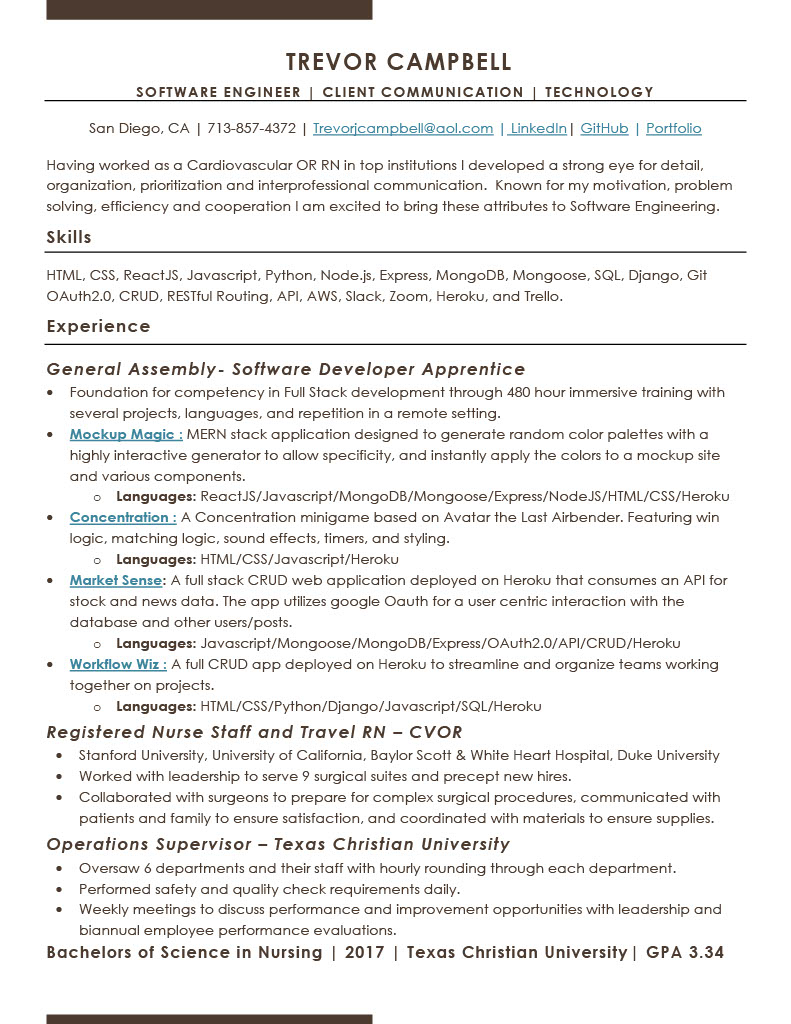 TREVOR CAMPBELL
SOFTWARE ENGINEER | CLIENT COMMUNICATION | TECHNOLOGY
San Diego, CA | 713-857-4372 | Trevorjcampbell@aol.com | LinkedIn| GitHub | Portfolio
Having worked as a Cardiovascular OR RN in top institutions I developed a strong eye for detail,
organization, prioritization and interprofessional communication.  Known for my motivation, problem
solving, efficiency and cooperation I am excited to bring these attributes to Software Engineering.
Skills
HTML, CSS, ReactJS, Javascript, Python, Node.js, Express, MongoDB, Mongoose, SQL, Django, Git
OAuth2.0, CRUD, RESTful Routing, API, AWS, Slack, Zoom, Heroku, and Trello.
Experience
General Assembly- Software Developer Apprentice
• Foundation for competency in Full Stack development through 480 hour immersive training with
several projects, languages, and repetition in a remote setting.
• Mockup Magic : MERN stack application designed to generate random color palettes with a
highly interactive generator to allow specificity, and instantly apply the colors to a mockup site
and various components.
o Languages: ReactJS/Javascript/MongoDB/Mongoose/Express/NodeJS/HTML/CSS/Heroku
• Concentration : A Concentration minigame based on Avatar the Last Airbender. Featuring win
logic, matching logic, sound effects, timers, and styling.
o Languages: HTML/CSS/Javascript/Heroku
• Market Sense: A full stack CRUD web application deployed on Heroku that consumes an API for
stock and news data. The app utilizes google Oauth for a user centric interaction with the
database and other users/posts.
o Languages: Javascript/Mongoose/MongoDB/Express/OAuth2.0/API/CRUD/Heroku
• Workflow Wiz : A full CRUD app deployed on Heroku to streamline and organize teams working
together on projects.
o Languages: HTML/CSS/Python/Django/Javascript/SQL/Heroku
Registered Nurse Staff and Travel RN – CVOR
• Stanford University, University of California, Baylor Scott & White Heart Hospital, Duke University
• Worked with leadership to serve 9 surgical suites and precept new hires.
• Collaborated with surgeons to prepare for complex surgical procedures, communicated with
patients and family to ensure satisfaction, and coordinated with materials to ensure supplies.
Operations Supervisor – Texas Christian University
• Oversaw 6 departments and their staff with hourly rounding through each department.
• Performed safety and quality check requirements daily.
• Weekly meetings to discuss performance and improvement opportunities with leadership and
biannual employee performance evaluations.
Bachelors of Science in Nursing | 2017 | Texas Christian University| GPA 3.34